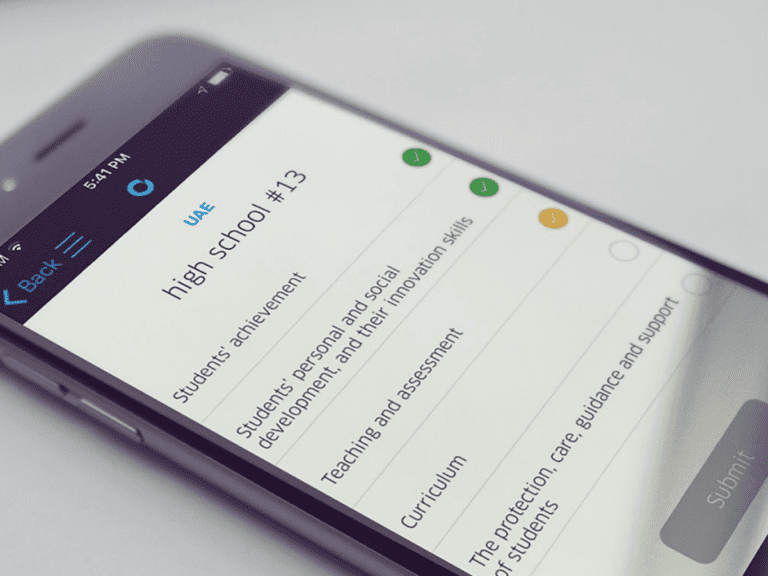 5:41 PM
Back
UAE
high school #13
Students' achievement
Students' personal and social
development, and their innovation skills
Teaching and assessment
Curriculum
The protection, care, guidance and support
of students
Submit